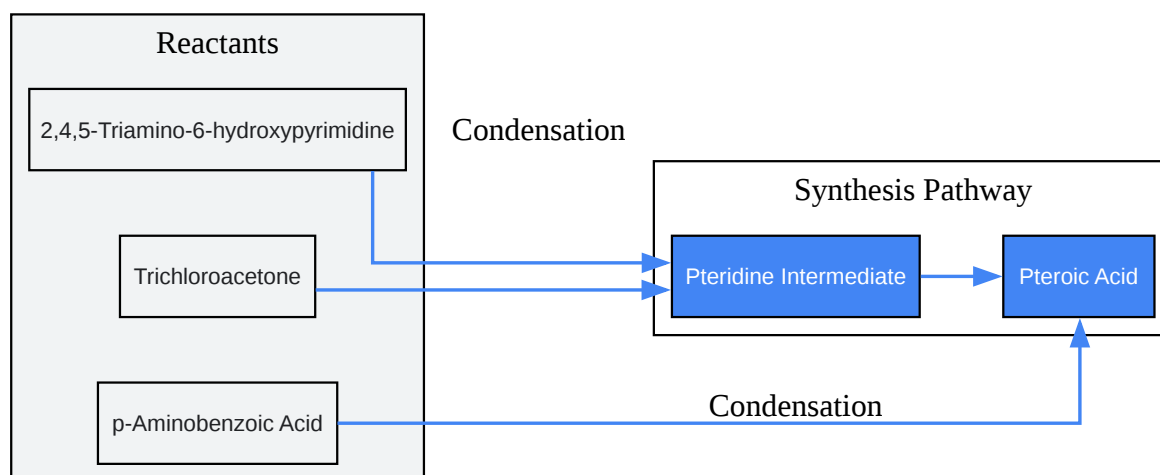 Reactants
2,4,5-Triamino-6-hydroxypyrimidine
Condensation
Synthesis Pathway
Trichloroacetone
Pteridine Intermediate
Pteroic Acid
p-Aminobenzoic Acid
Condensation